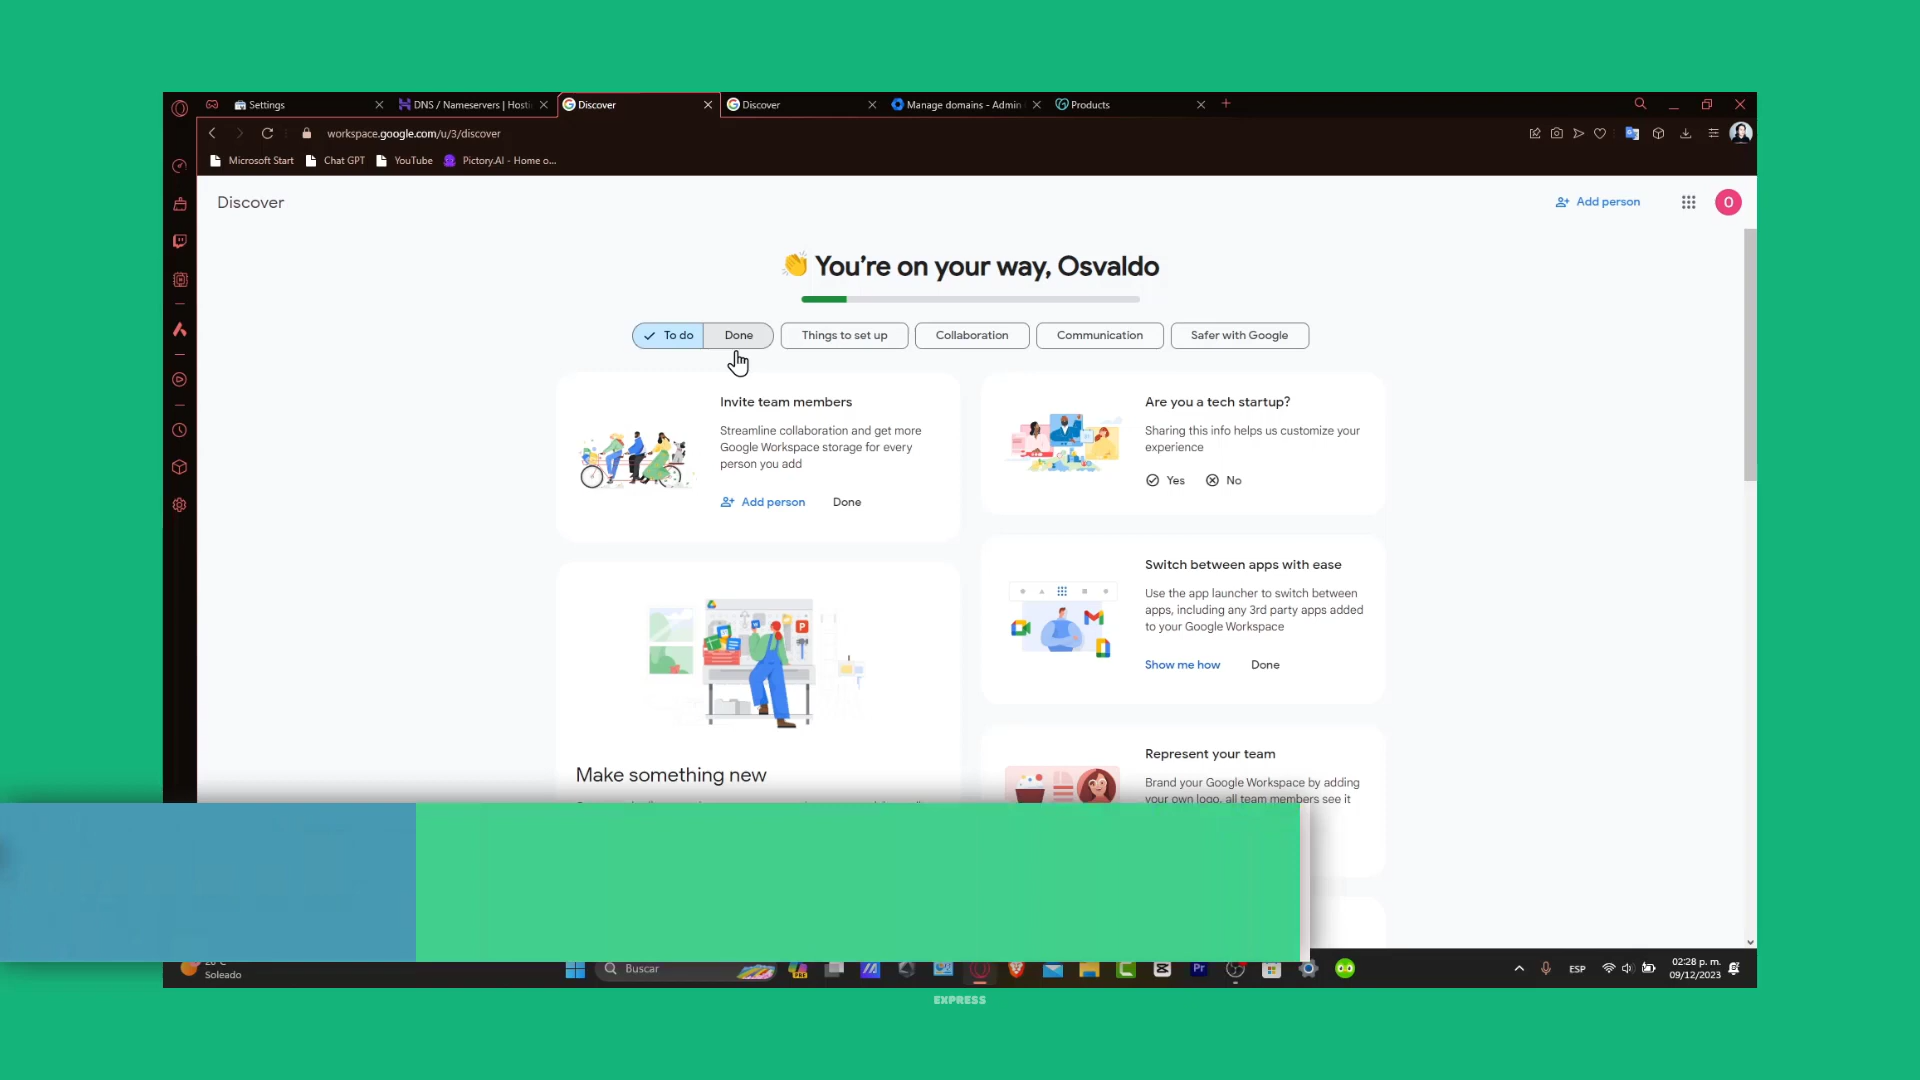 Settings
DNS / Nameservers | Hosti
Discover
Discover
Manage domains - Admin
Products
workspace.google.com/u/3/discover
Microsoft Start
Chat GPT
YouTube
Pictory.AI - Home o...
Discover
Add person
O
👏 You're on your way, Osvaldo
To do
Done
Things to set up
Collaboration
Communication
Safer with Google
Invite team members
Streamline collaboration and get more
Google Workspace storage for every
person you add
Add person
Done
Are you a tech startup?
Sharing this info helps us customize your
experience
Yes
No
Switch between apps with ease
Use the app launcher to switch between
apps, including any 3rd party apps added
to your Google Workspace
Show me how
Done
Make something new
Represent your team
Brand your Google Workspace by adding
your own logo, all team members see it
Soleado
Buscar
PRE
Pr
ESP
02:28 p. m.
09/12/2023
EXPRESS